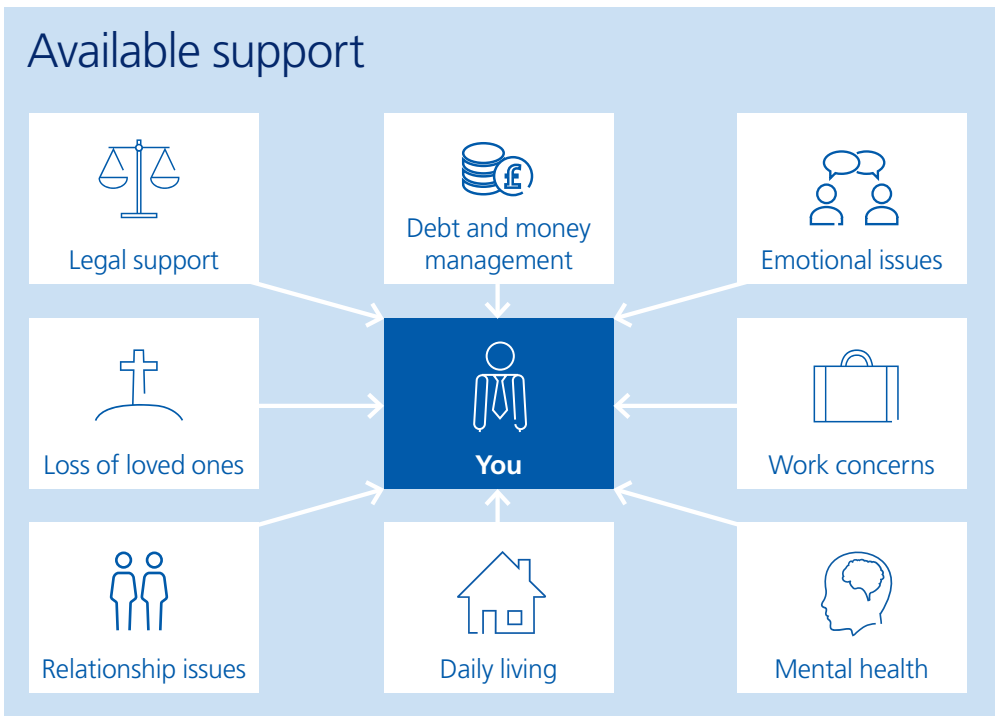 Available support
Legal support
Debt and money
management
Emotional issues
Loss of loved ones
You
Work concerns
Relationship issues
Daily living
Mental health